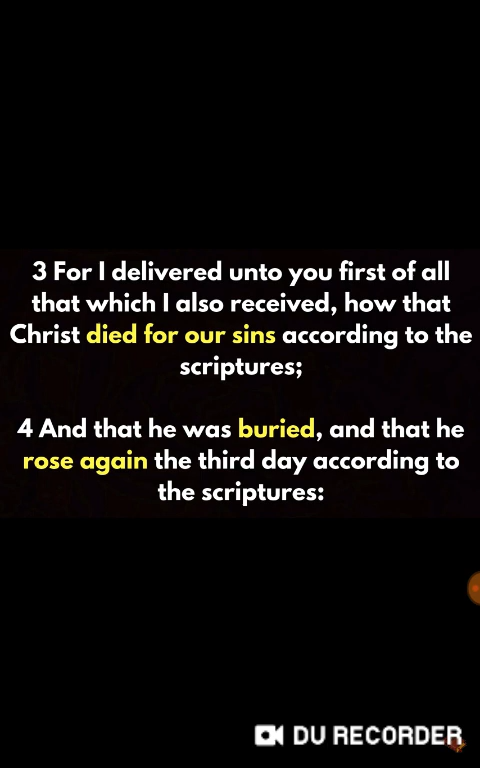 3 For I delivered unto you first of all
that which I also received, how that
Christ died for our sins according to the
scriptures;
4 And that he was buried, and that he
rose again the third day according to
the scriptures:
DU RECORDER